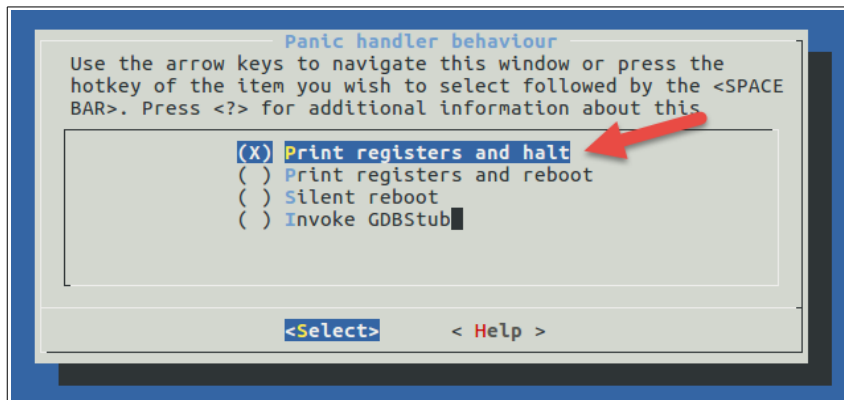 Panic handler behaviour
Use the arrow keys to navigate this window or press the
hotkey of the item you wish to select followed by the <SPACE
BAR>. Press <?> for additional information about this
(X) Print registers and halt
( ) Print registers and reboot
( ) Silent reboot
( ) Invoke GDBStub
<Select> < Help >